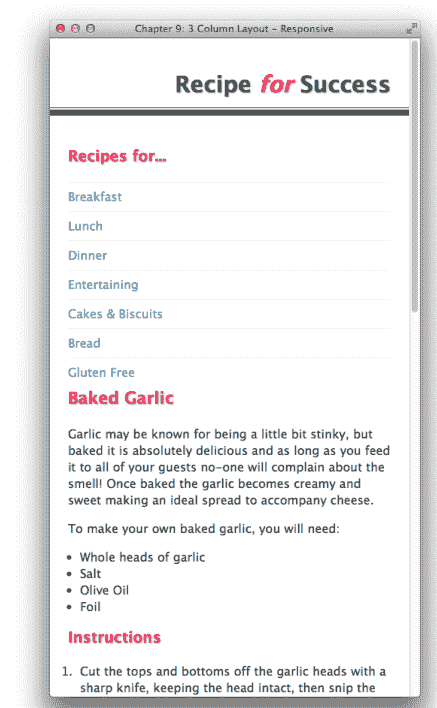 Chapter 9: 3 Column Layout – Responsive
Recipe for Success
Recipes for...
Breakfast
Lunch
Dinner
Entertaining
Cakes & Biscuits
Bread
Gluten Free
Baked Garlic
Garlic may be known for being a little bit stinky, but
baked it is absolutely delicious and as long as you feed
it to all of your guests no-one will complain about the
smell! Once baked the garlic becomes creamy and
sweet making an ideal spread to accompany cheese.
To make your own baked garlic, you will need:
• Whole heads of garlic
• Salt
• Olive Oil
• Foil
Instructions
1. Cut the tops and bottoms off the garlic heads with a
sharp knife, keeping the head intact, then snip the